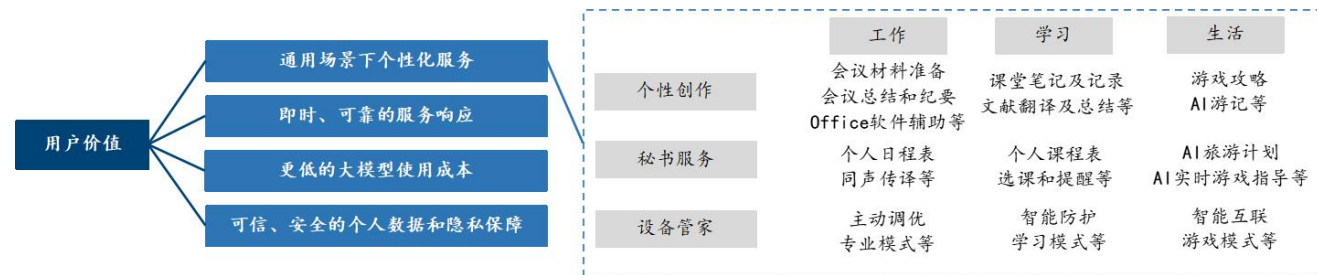 用户价值
通用场景下个性化服务
即时、可靠的服务响应
更低的大模型使用成本
可信、安全的个人数据和隐私保障
工作
学习
生活
个性创作
会议材料准备
会议总结和纪要
Office软件辅助等
课堂笔记及记录
文献翻译及总结等
游戏攻略
AI游记等
秘书服务
个人日程表
同声传译等
个人课程表
选课和提醒等
AI旅游计划
AI实时游戏指导等
设备管家
主动调优
专业模式等
智能防护
学习模式等
智能互联
游戏模式等